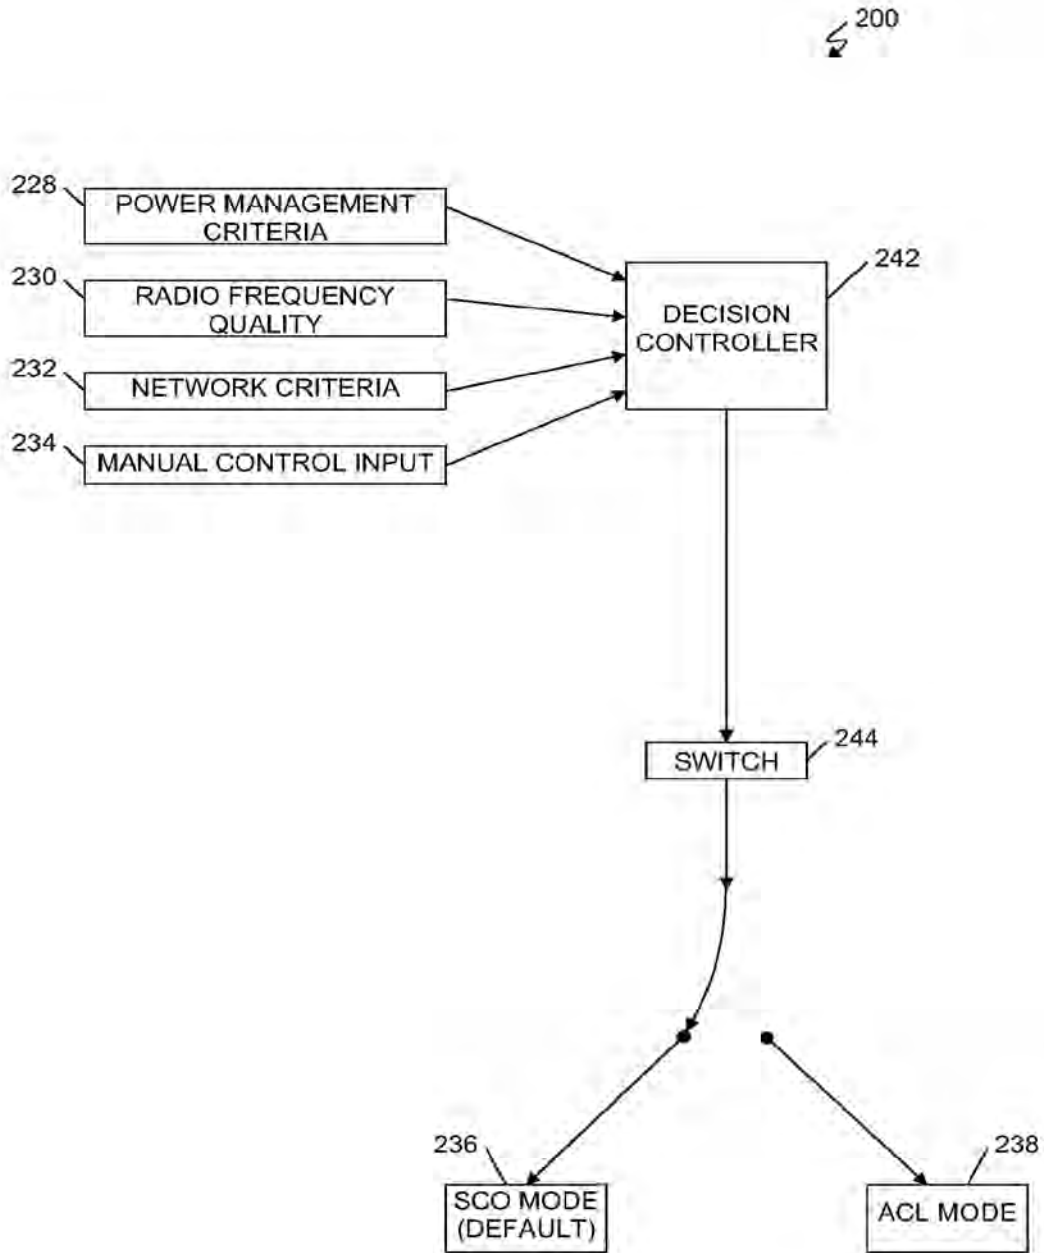 200
228
POWER MANAGEMENT
CRITERIA
230
RADIO FREQUENCY
QUALITY
232
NETWORK CRITERIA
234
MANUAL CONTROL INPUT
242
DECISION
CONTROLLER
244
SWITCH
236
SCO MODE
(DEFAULT)
238
ACL MODE